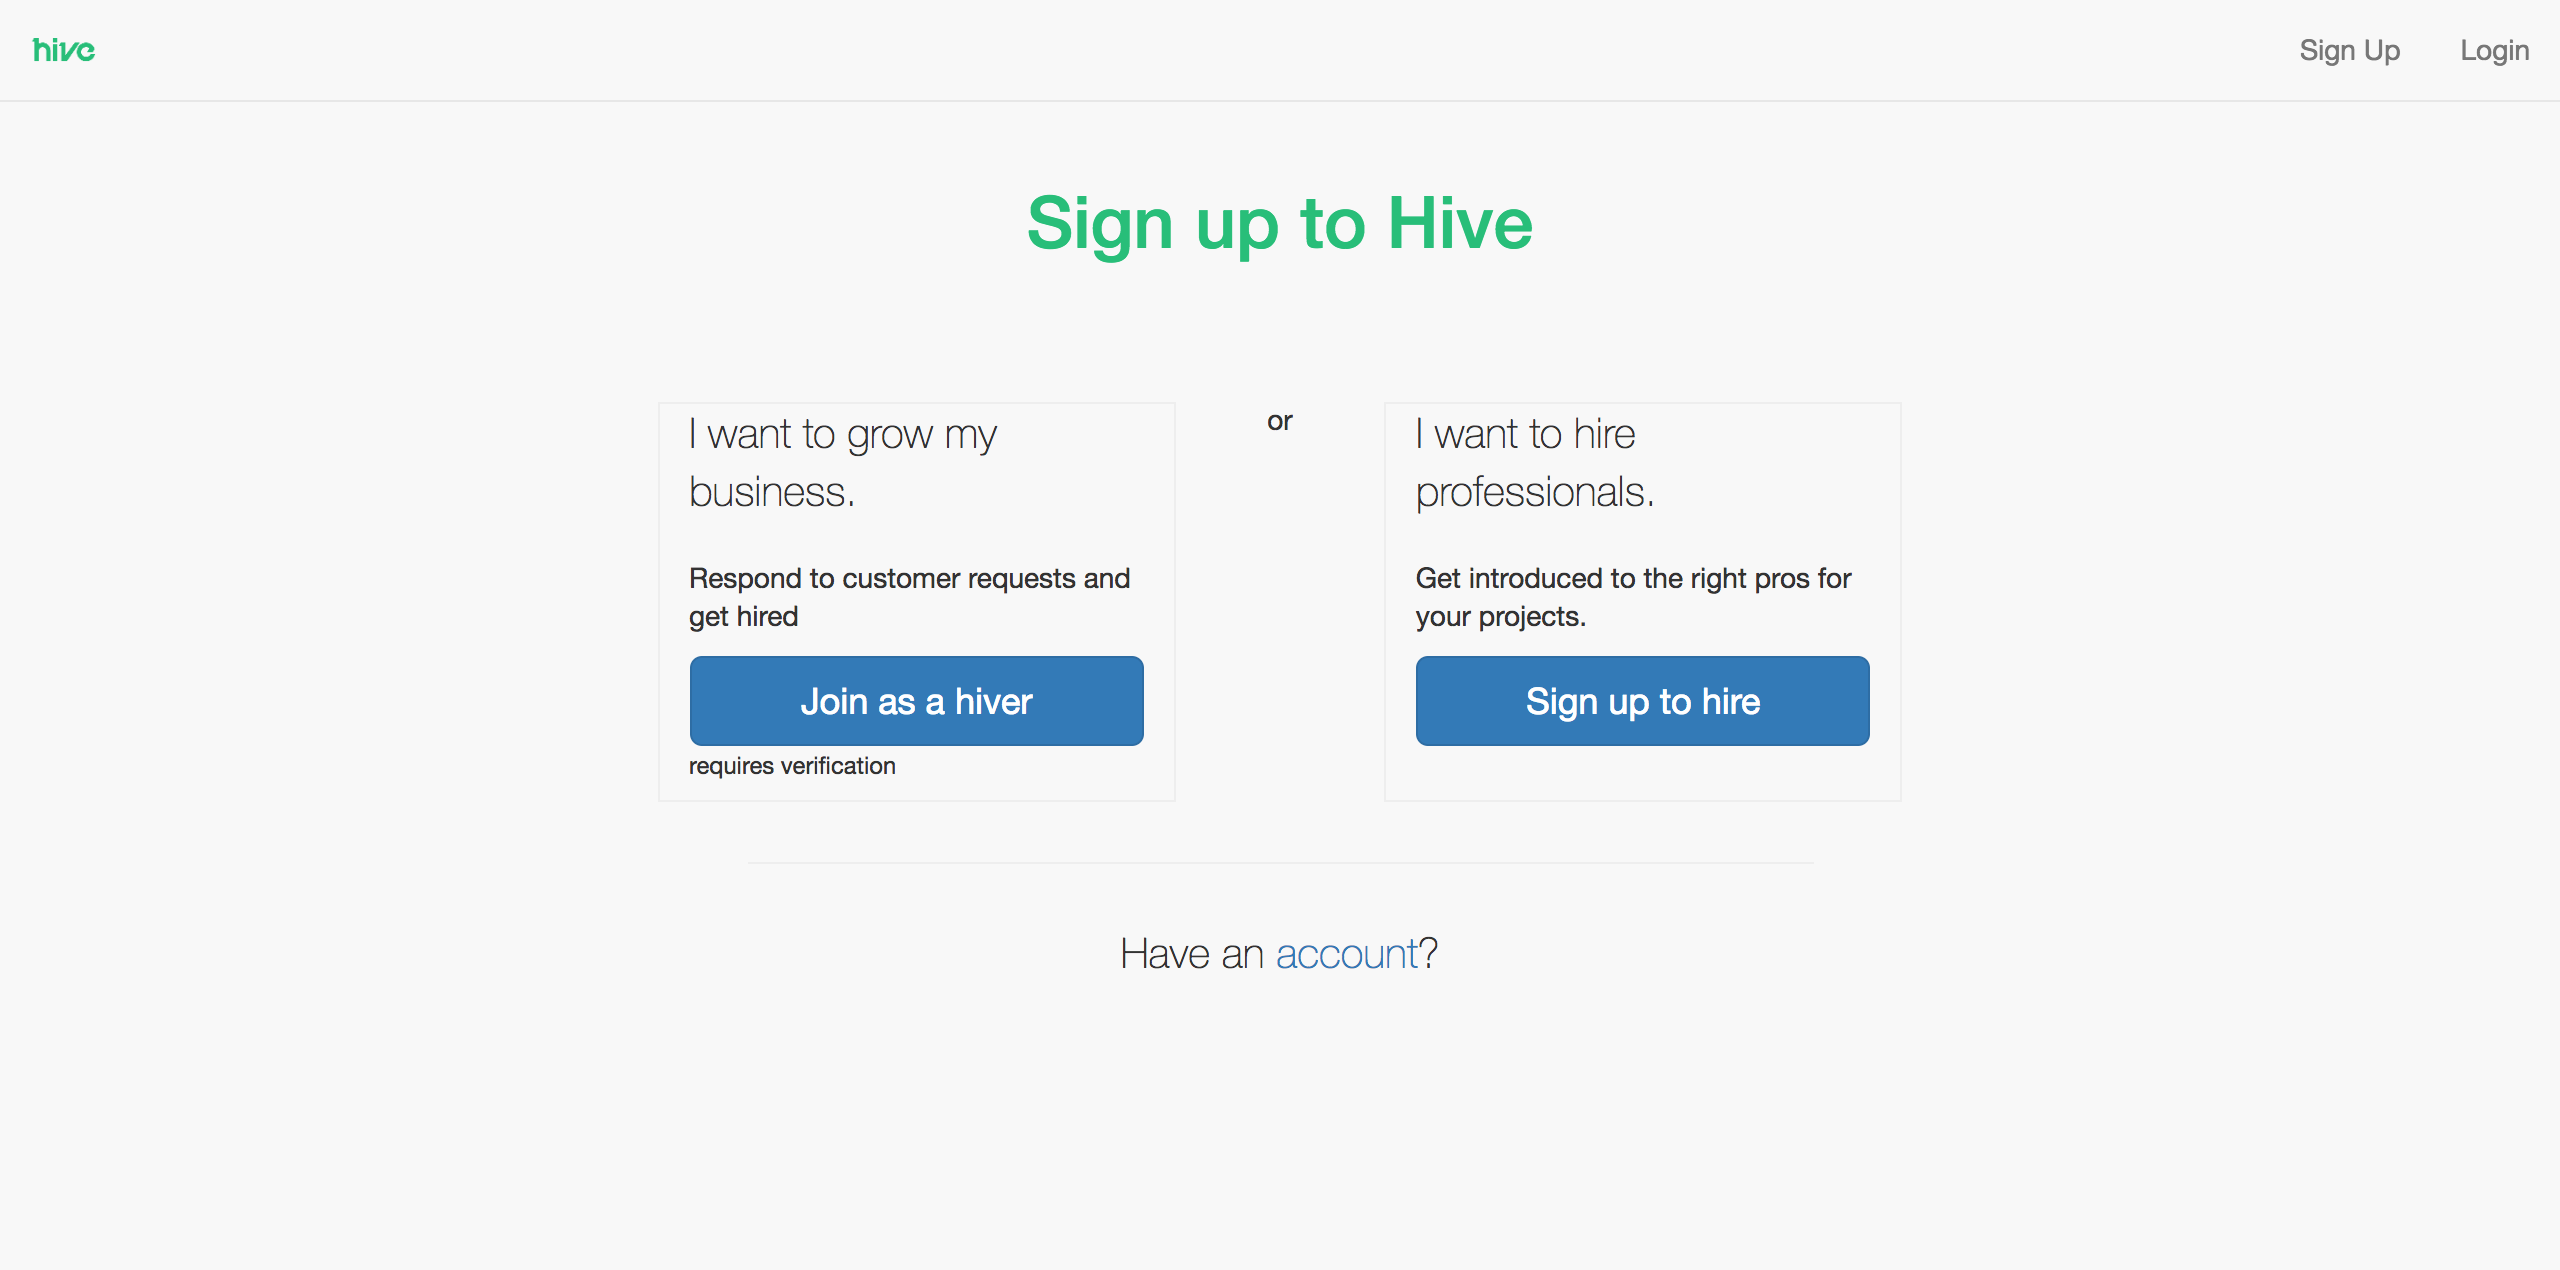 hive
Sign Up
Login
Sign up to Hive
I want to grow my
business.
Respond to customer requests and
get hired
Join as a hiver
requires verification
or
I want to hire
professionals.
Get introduced to the right pros for
your projects.
Sign up to hire
Have an account?